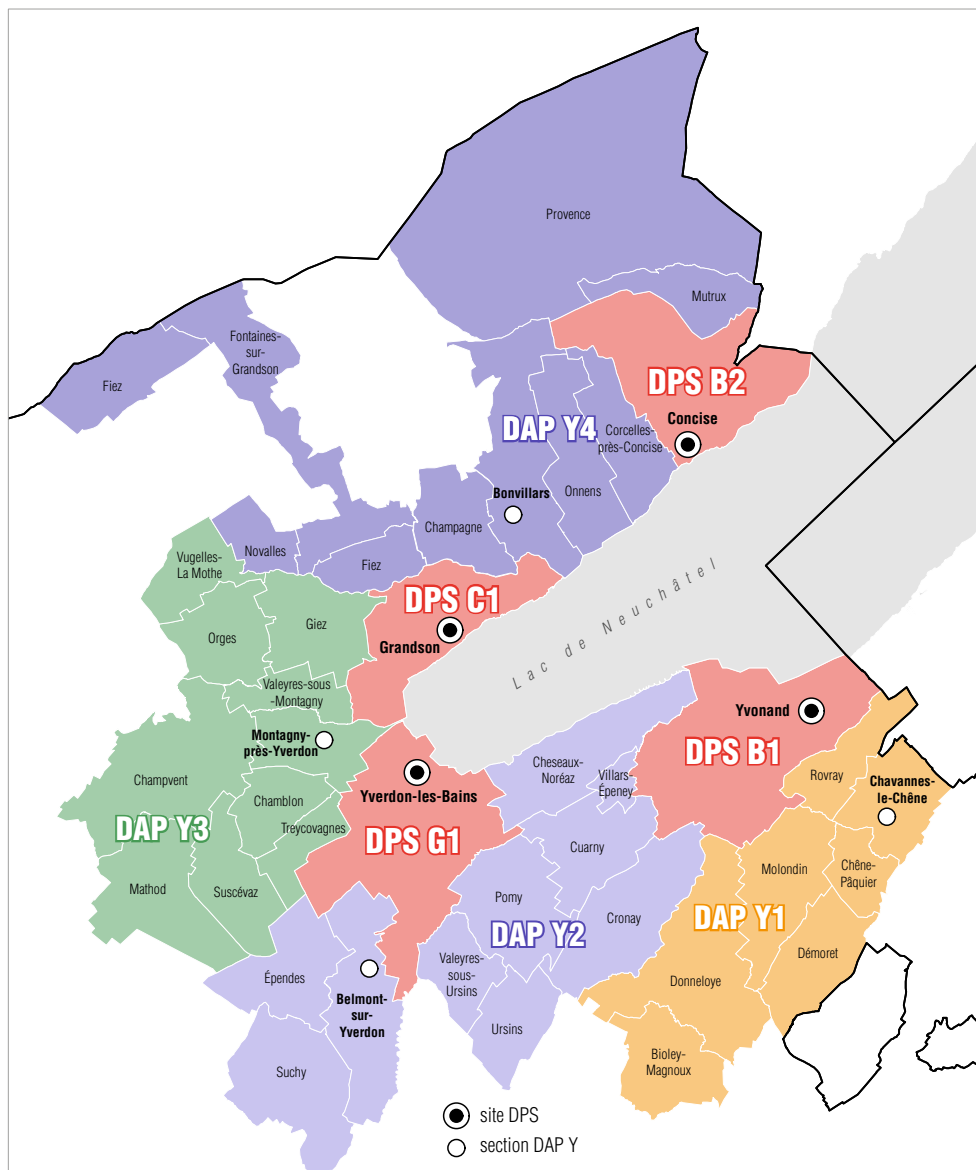 Provence
Mutrux
Fontaines-
sur-
Grandson
Fiez
DPS B2
Concise
DAP Y4
Corcelles-
près-Concise
Bonvillars
Onnens
Champagne
Novalles
Fiez
Vugelles-
La Mothe
DPS C1
Grandson
Orges
Giez
Lac de Neuchâtel
Valeyres-sous
-Montagny
Montagny-
près-Yverdon
Yvonand
DPS B1
Champvent
Yverdon-les-Bains
Cheseaux-
Noréaz
Villars-
Épeney
Rovray
Chavannes-
le-Chêne
Chamblon
Treycovagnes
DAP Y3
DPS G1
Cuarny
Molondin
Chêne-
Pâquier
Mathod
Suscévaz
Pomy
DAP Y2
Cronay
DAP Y1
Démoret
Valeyres-
sous-
Ursins
Donneloye
Épendes
Belmont-
sur-
Yverdon
Ursins
Suchy
Bioley-
Magnoux
site DPS
section DAP Y